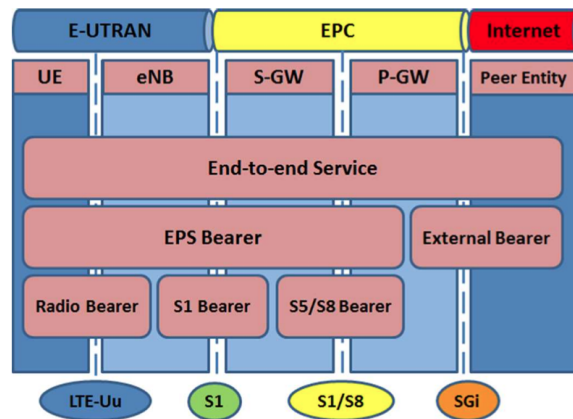 E-UTRAN EPC Internet
UE eNB S-GW P-GW Peer Entity
End-to-end Service
EPS Bearer External Bearer
Radio Bearer S1 Bearer S5/S8 Bearer
LTE-Uu S1 S1/S8 SGi